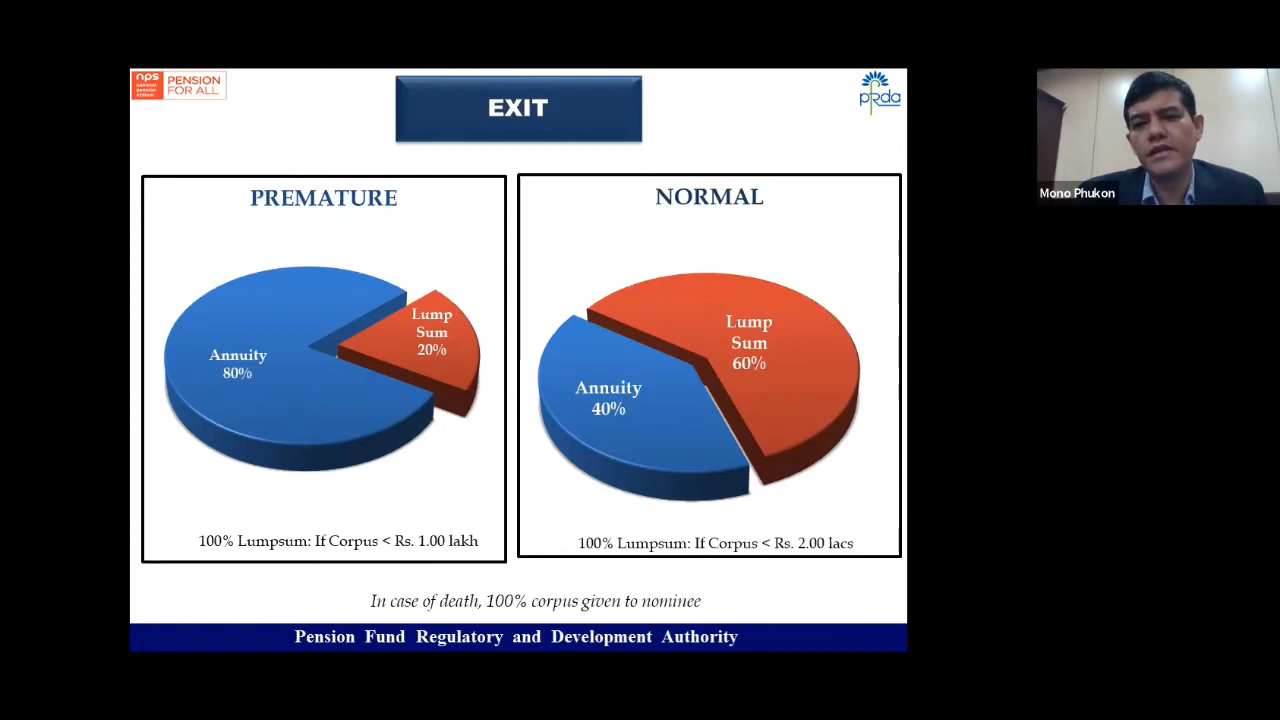 nps
national
pension
system
PENSION
FOR ALL
EXIT
pfrda
PREMATURE
Annuity
80%
Lump
Sum
20%
100% Lumpsum: If Corpus < Rs. 1.00 lakh
NORMAL
Lump
Sum
60%
Annuity
40%
100% Lumpsum: If Corpus < Rs. 2.00 lacs
In case of death, 100% corpus given to nominee
Pension Fund Regulatory and Development Authority
Mono Phukon